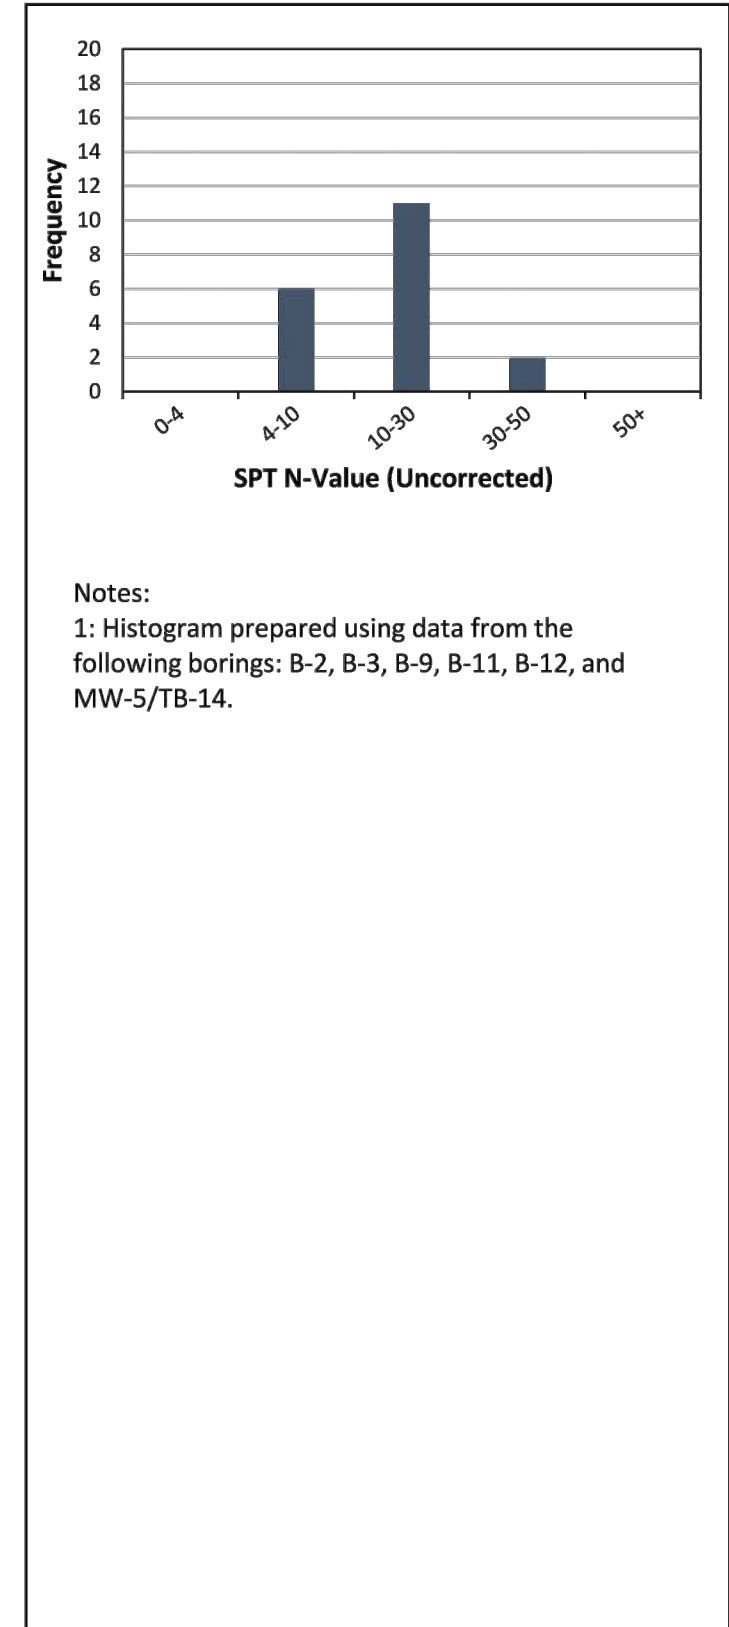 20
18
16
14
12
10
8
6
4
2
0
Frequency
0-4
4-10
10-30
30-50
50+
SPT N-Value (Uncorrected)
Notes:
1: Histogram prepared using data from the
following borings: B-2, B-3, B-9, B-11, B-12, and
MW-5/TB-14.